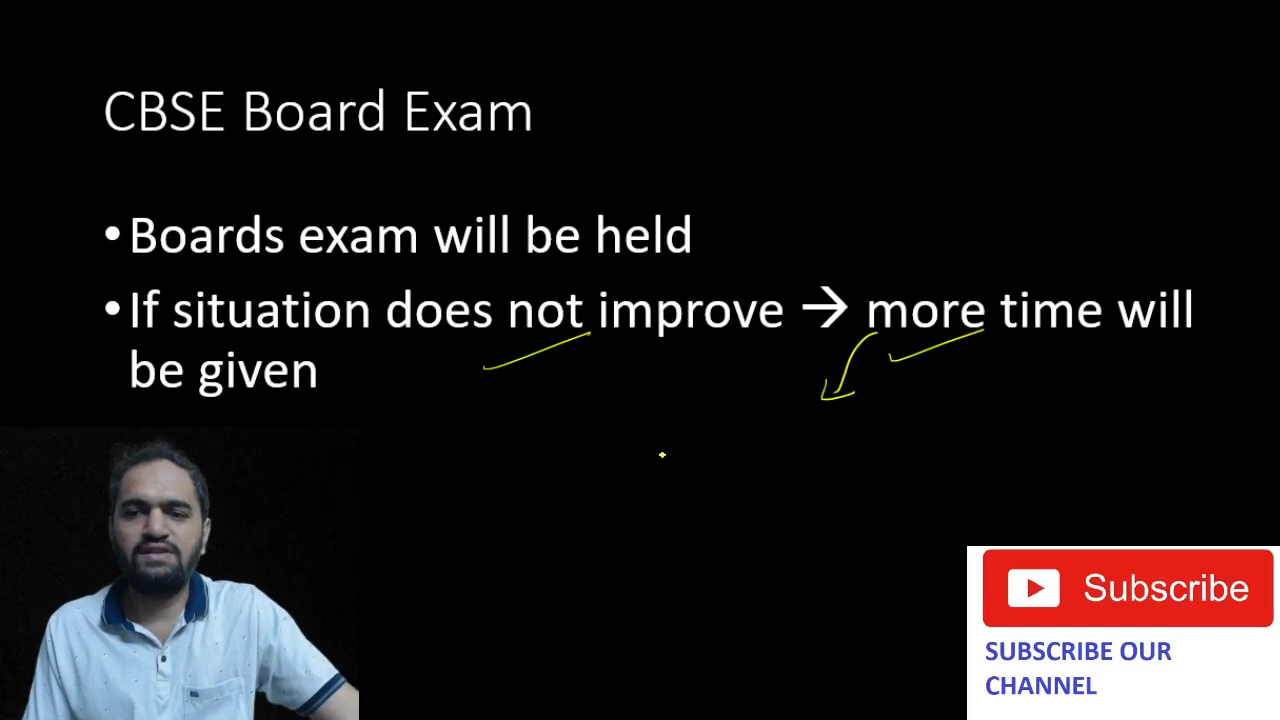 CBSE Board Exam
•Boards exam will be held
•If situation does not improve → more time will
be given
Subscribe
SUBSCRIBE OUR
CHANNEL